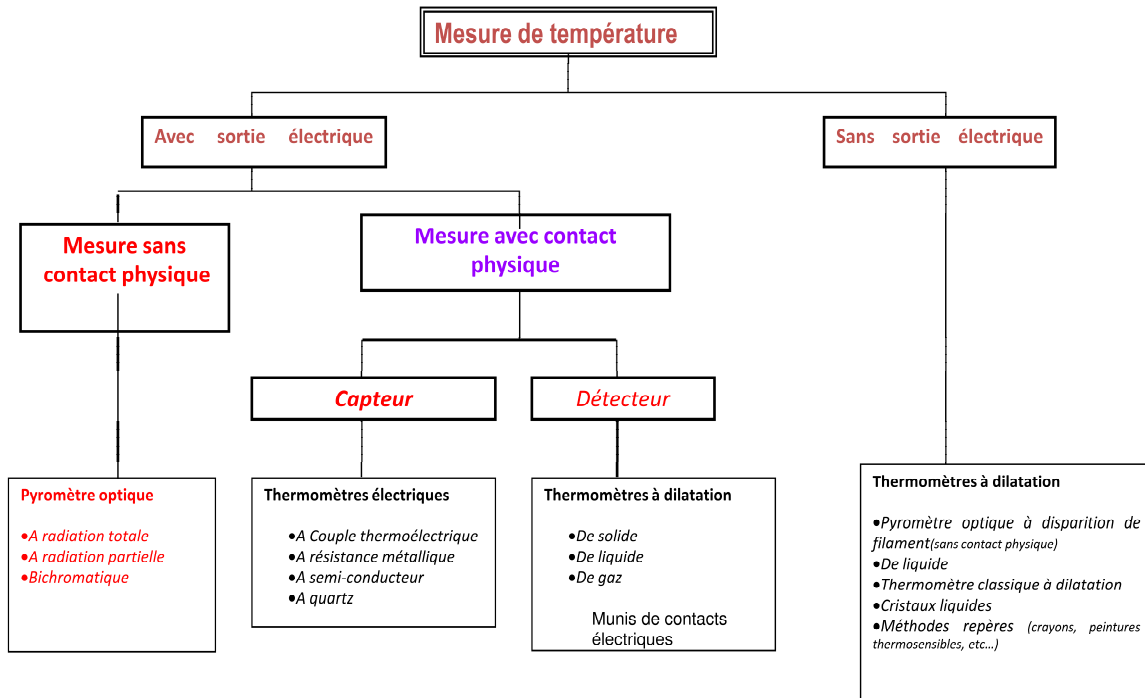 Mesure de température
Avec sortie électrique
Sans sortie électrique
Mesure sans
contact physique
Mesure avec contact
physique
Capteur
Détecteur
Pyromètre optique
•A radiation totale
•A radiation partielle
•Bichromatique
Thermomètres électriques
•A Couple thermoélectrique
•A résistance métallique
•A semi-conducteur
•A quartz
Thermomètres à dilatation
•De solide
•De liquide
•De gaz
Munis de contacts
électriques
Thermomètres à dilatation
•Pyromètre optique à disparition de
filament(sans contact physique)
•De liquide
•Thermomètre classique à dilatation
•Cristaux liquides
•Méthodes repères (crayons, peintures
thermosensibles, etc…)